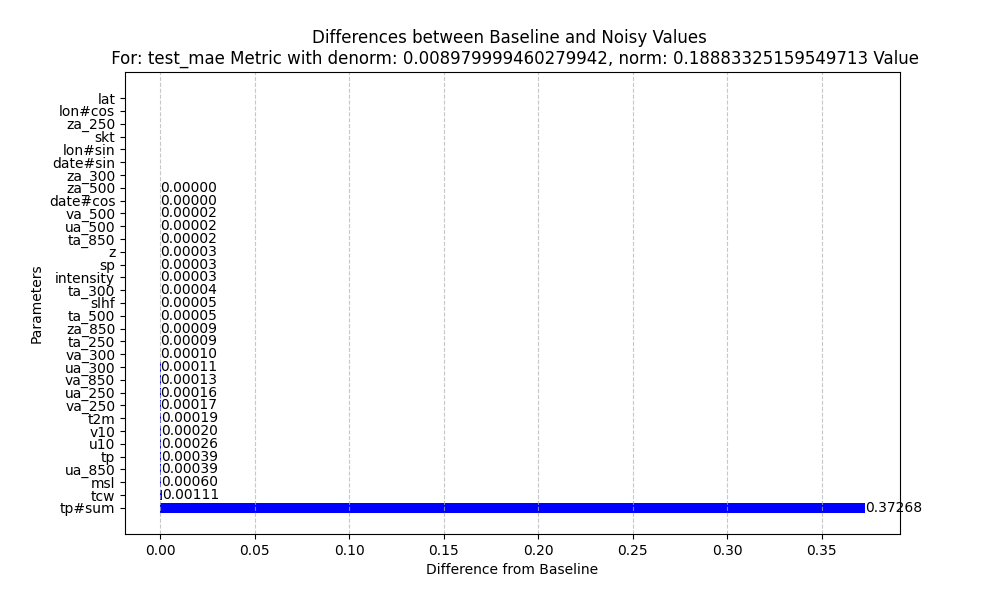 Differences between Baseline and Noisy Values
For: test_mae Metric with denorm: 0.008979999460279942, norm: 0.18883325159549713 Value
Parameters
lat
lon#cos
za_250
skt
lon#sin
date#sin
za_300
za_500 0.00000
date#cos 0.00000
va_500 0.00002
ua_500 0.00002
ta_850 0.00002
z 0.00003
sp 0.00003
intensity 0.00003
ta_300 0.00004
slhf 0.00005
ta_500 0.00005
za_850 0.00009
ta_250 0.00009
va_300 0.00010
ua_300 0.00011
va_850 0.00013
ua_250 0.00016
va_250 0.00017
t2m 0.00019
v10 0.00020
u10 0.00026
tp 0.00039
ua_850 0.00039
msl 0.00060
tcw 0.00111
tp#sum 0.37268
0.00 0.05 0.10 0.15 0.20 0.25 0.30 0.35
Difference from Baseline